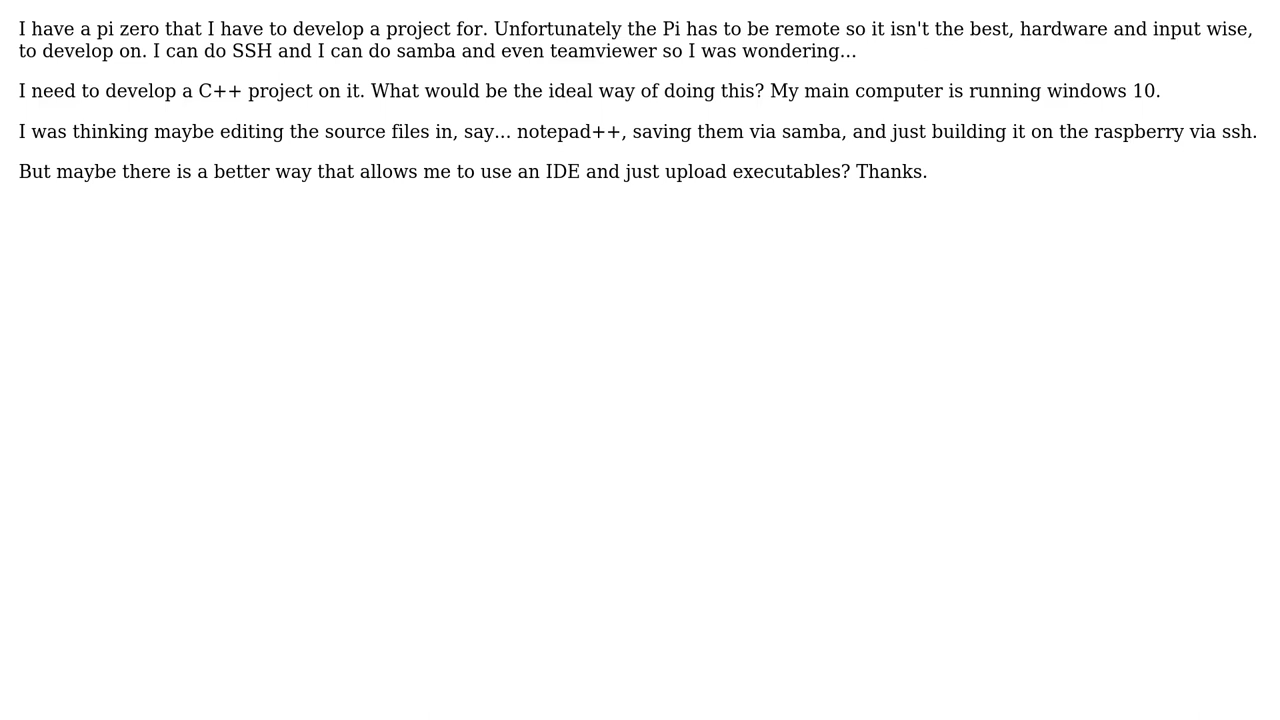 I have a pi zero that I have to develop a project for. Unfortunately the Pi has to be remote so it isn't the best, hardware and input wise,
to develop on. I can do SSH and I can do samba and even teamviewer so I was wondering...
I need to develop a C++ project on it. What would be the ideal way of doing this? My main computer is running windows 10.
I was thinking maybe editing the source files in, say... notepad++, saving them via samba, and just building it on the raspberry via ssh.
But maybe there is a better way that allows me to use an IDE and just upload executables? Thanks.